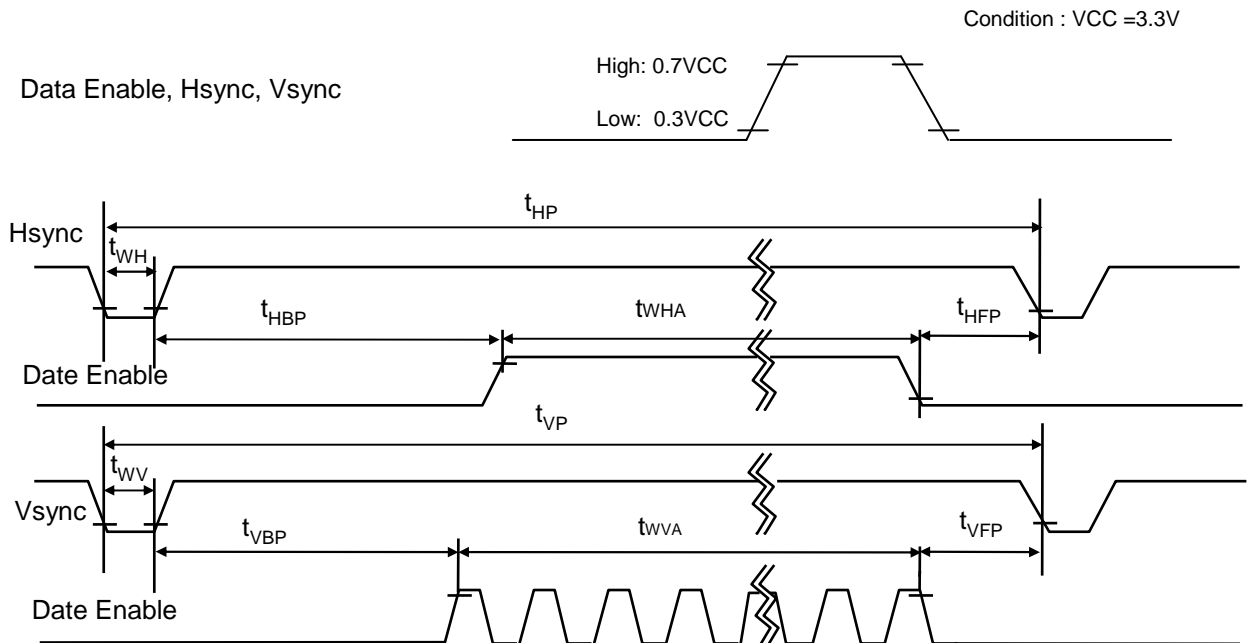 Condition : VCC =3.3V
High: 0.7VCC
Data Enable, Hsync, Vsync
Low: 0.3VCC
tHP
Hsync
tWH
tHBP
tWHA
tHFP
Date Enable
tVP
tWV
Vsync
tVBP
tWVA
tVFP
Date Enable